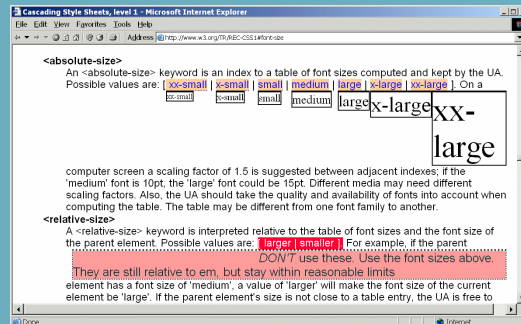 Cascading Style Sheets, level 1 - Microsoft Internet Explorer
File Edit View Favorites Tools Help
Address http://www.w3.org/TR/REC-CSS1#font-size
<absolute-size>
An <absolute-size> keyword is an index to a table of font sizes computed and kept by the UA.
Possible values are: [ xx-small | x-small | small | medium | large | x-large | xx-large ]. On a
xx-small x-small small medium large x-large xx-
large
computer screen a scaling factor of 1.5 is suggested between adjacent indexes; if the
'medium' font is 10pt, the 'large' font could be 15pt. Different media may need different
scaling factors. Also, the UA should take the quality and availability of fonts into account when
computing the table. The table may be different from one font family to another.
<relative-size>
A <relative-size> keyword is interpreted relative to the table of font sizes and the font size of
the parent element. Possible values are: [ larger | smaller ]. For example, if the parent
DON'T use these. Use the font sizes above.
They are still relative to em, but stay within reasonable limits
element has a font size of 'medium', a value of 'larger' will make the font size of the current
element be 'large'. If the parent element's size is not close to a table entry, the UA is free to
Done Internet